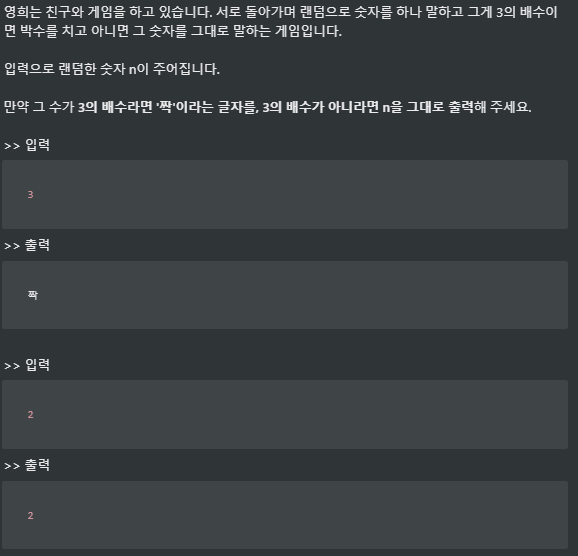 영희는 친구와 게임을 하고 있습니다. 서로 돌아가며 랜덤으로 숫자를 하나 말하고 그게 3의 배수이
면 박수를 치고 아니면 그 숫자를 그대로 말하는 게임입니다.
입력으로 랜덤한 숫자 n이 주어집니다.
만약 그 수가 3의 배수라면 '짝'이라는 글자를, 3의 배수가 아니라면 n을 그대로 출력해 주세요.
>> 입력
3
>> 출력
짝
>> 입력
2
>> 출력
2